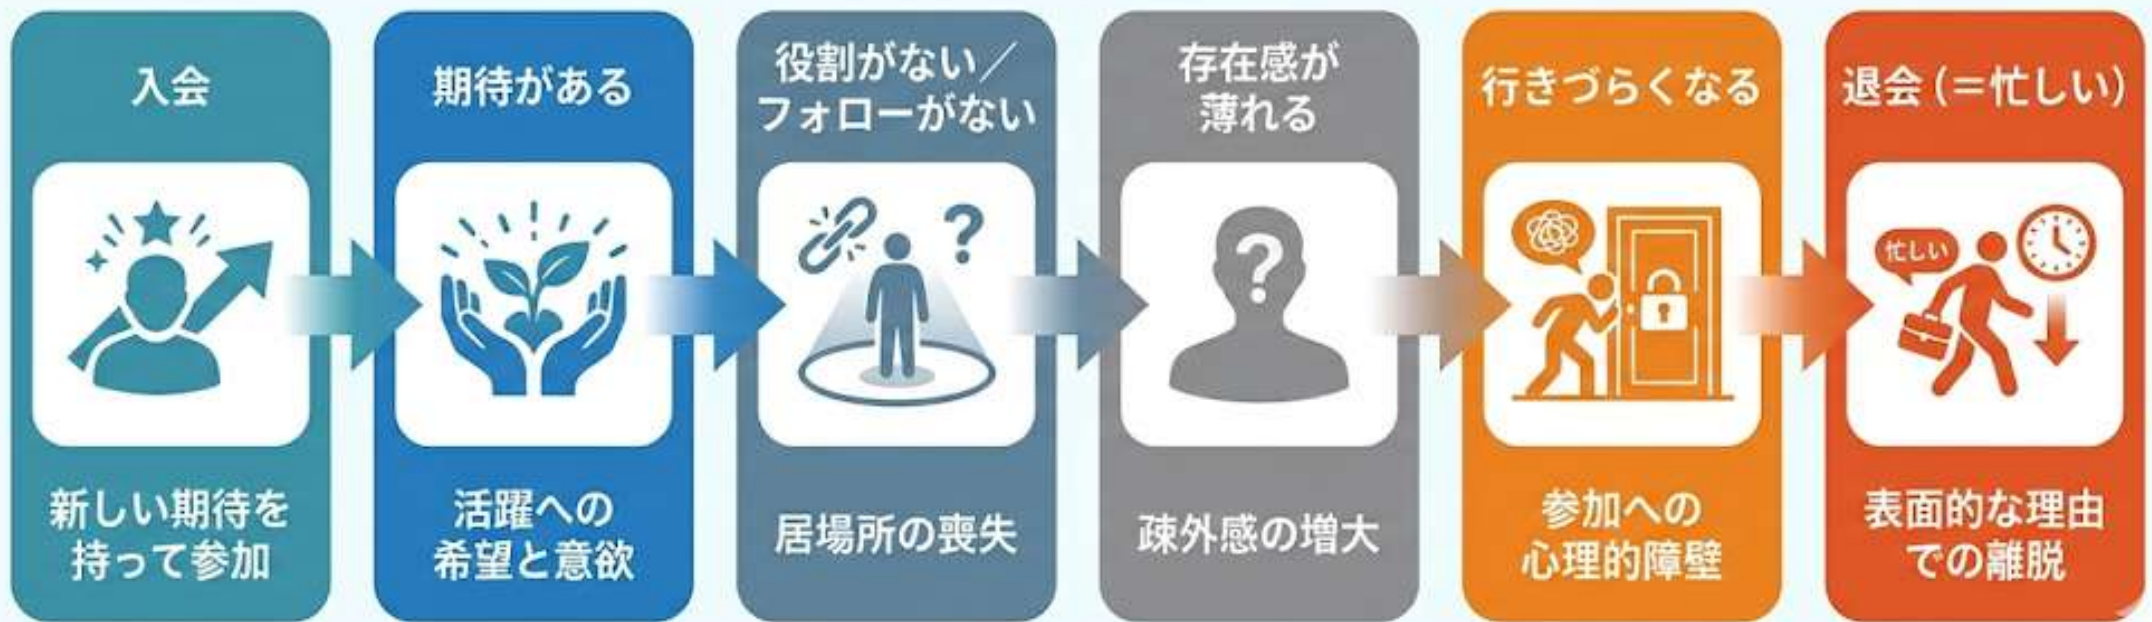 入会
新しい期待を
持って参加
期待がある
活躍への
希望と意欲
役割がない／
フォローがない
?
居場所の喪失
存在感が
薄れる
?
疎外感の増大
行きづらくなる
参加への
心理的障壁
退会（＝忙しい）
忙しい
表面的な理由
での離脱